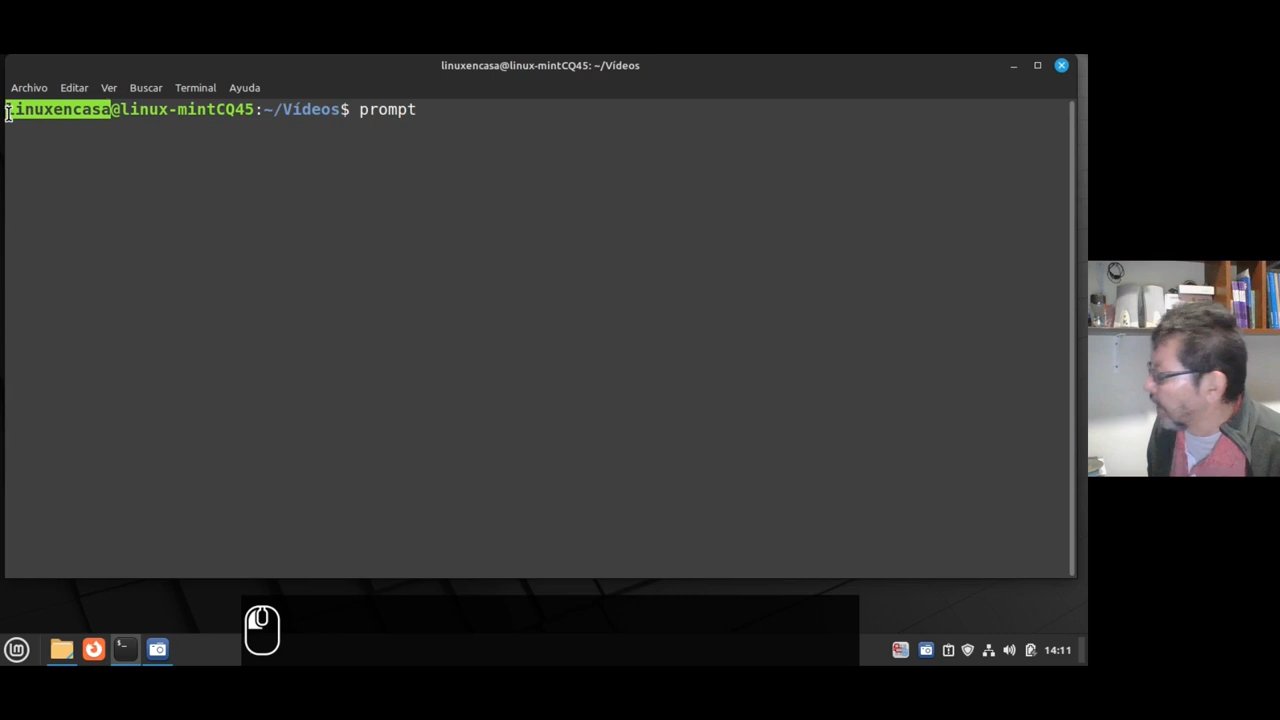 linuxencasa@linux-mintCQ45: ~/Vídeos
Archivo Editar Ver Buscar Terminal Ayuda
linuxencasa@linux-mintCQ45:~/Vídeos$ prompt
14:11